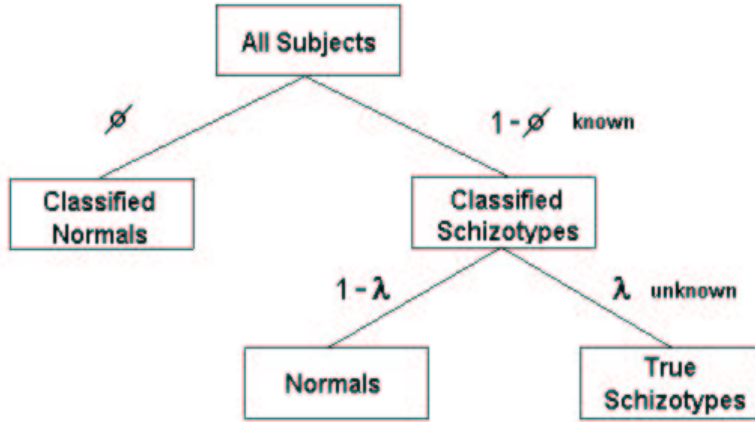 All Subjects
ø
1 - ø known
Classified
Normals
Classified
Schizotypes
1 - λ
λ unknown
Normals
True
Schizotypes